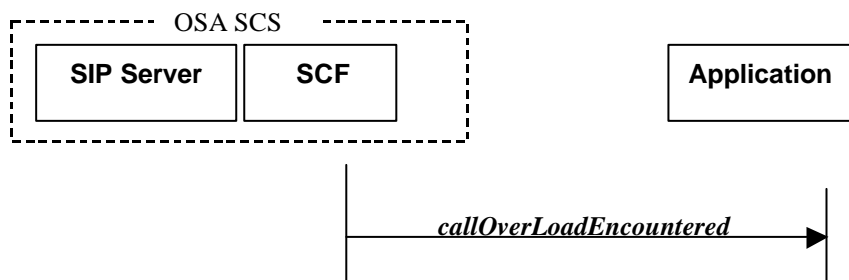 OSA SCS
SIP Server SCF Application
callOverLoadEncountered